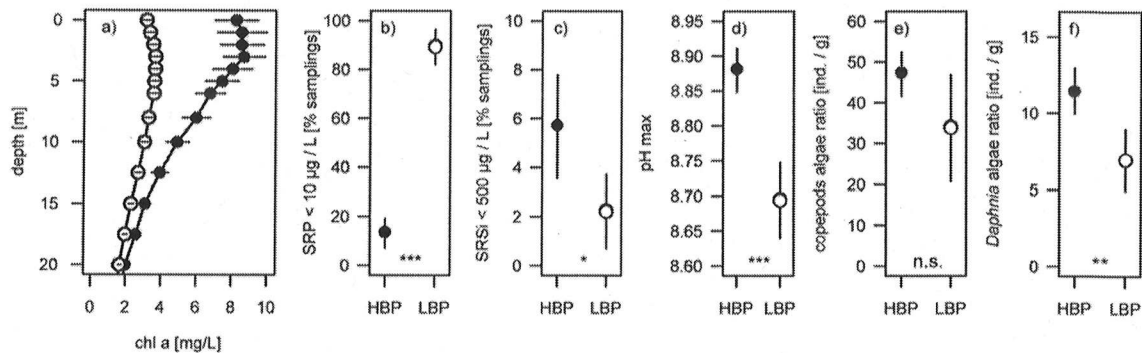 a)
depth [m]
0
5
10
15
20
0 2 4 6 8 10
chl a [mg/L]
b)
SRP < 10 µg / L [% samplings]
100
80
60
40
20
0
***
HBP LBP
c)
SRSi < 500 µg / L [% samplings]
10
8
6
4
2
0
*
HBP LBP
d)
pH max
8.95
8.90
8.85
8.80
8.75
8.70
8.65
8.60
***
HBP LBP
e)
copepods algae ratio [ind. / g]
60
50
40
30
20
10
0
n.s.
HBP LBP
f)
Daphnia algae ratio [ind. / g]
15
10
5
0
**
HBP LBP